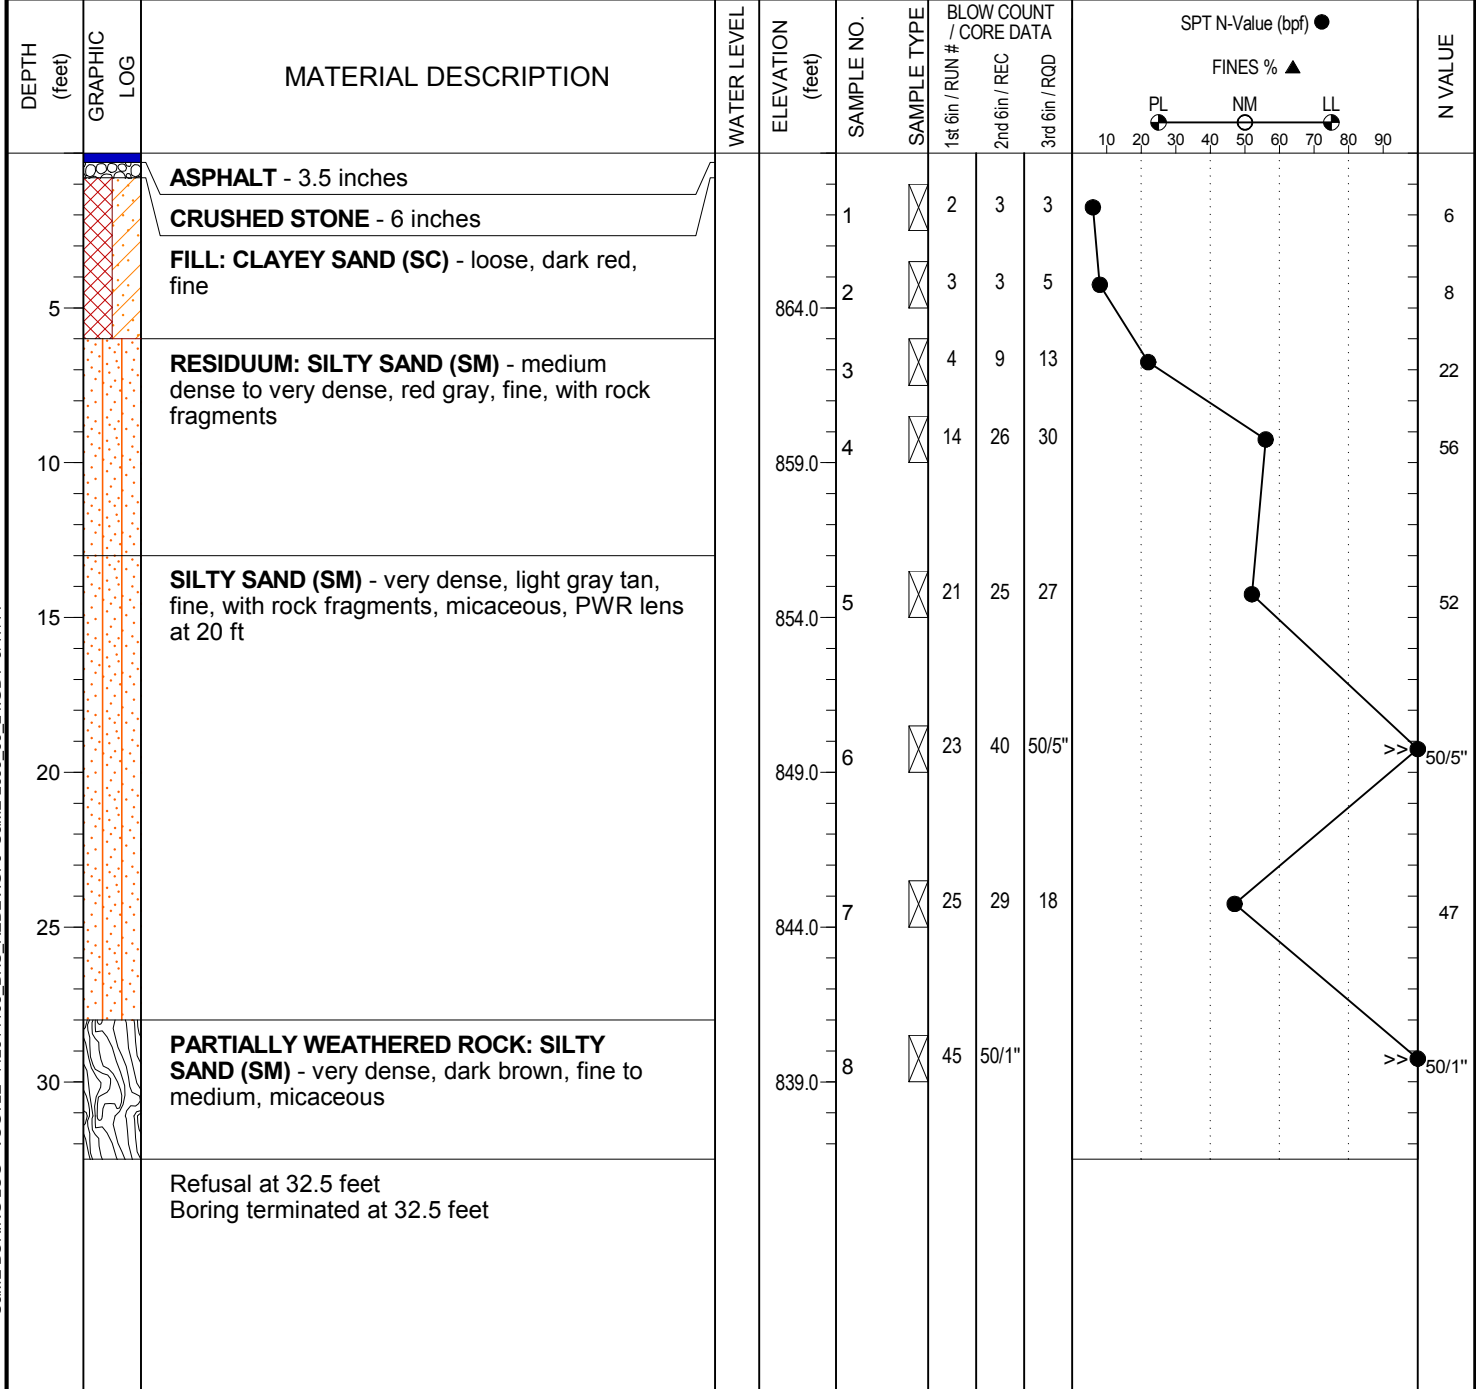 DEPTH
(feet)
GRAPHIC
LOG
MATERIAL DESCRIPTION
WATER LEVEL
ELEVATION
(feet)
SAMPLE NO.
SAMPLE TYPE
BLOW COUNT
/ CORE DATA
1st 6in / RUN #
2nd 6in / REC
3rd 6in / RQD
SPT N-Value (bpf)
FINES %
PL NM LL
10 20 30 40 50 60 70 80 90
N VALUE
ASPHALT - 3.5 inches
CRUSHED STONE - 6 inches
1 2 3 3 6
FILL: CLAYEY SAND (SC) - loose, dark red,
fine
2 3 3 5 8
5 864.0
RESIDUUM: SILTY SAND (SM) - medium
dense to very dense, red gray, fine, with rock
fragments
3 4 9 13 22
4 14 26 30 56
10 859.0
SILTY SAND (SM) - very dense, light gray tan,
fine, with rock fragments, micaceous, PWR lens
at 20 ft
5 21 25 27 52
15 854.0
6 23 40 50/5" >> 50/5"
20 849.0
7 25 29 18 47
25 844.0
PARTIALLY WEATHERED ROCK: SILTY
SAND (SM) - very dense, dark brown, fine to
medium, micaceous
8 45 50/1" >> 50/1"
30 839.0
Refusal at 32.5 feet
Boring terminated at 32.5 feet